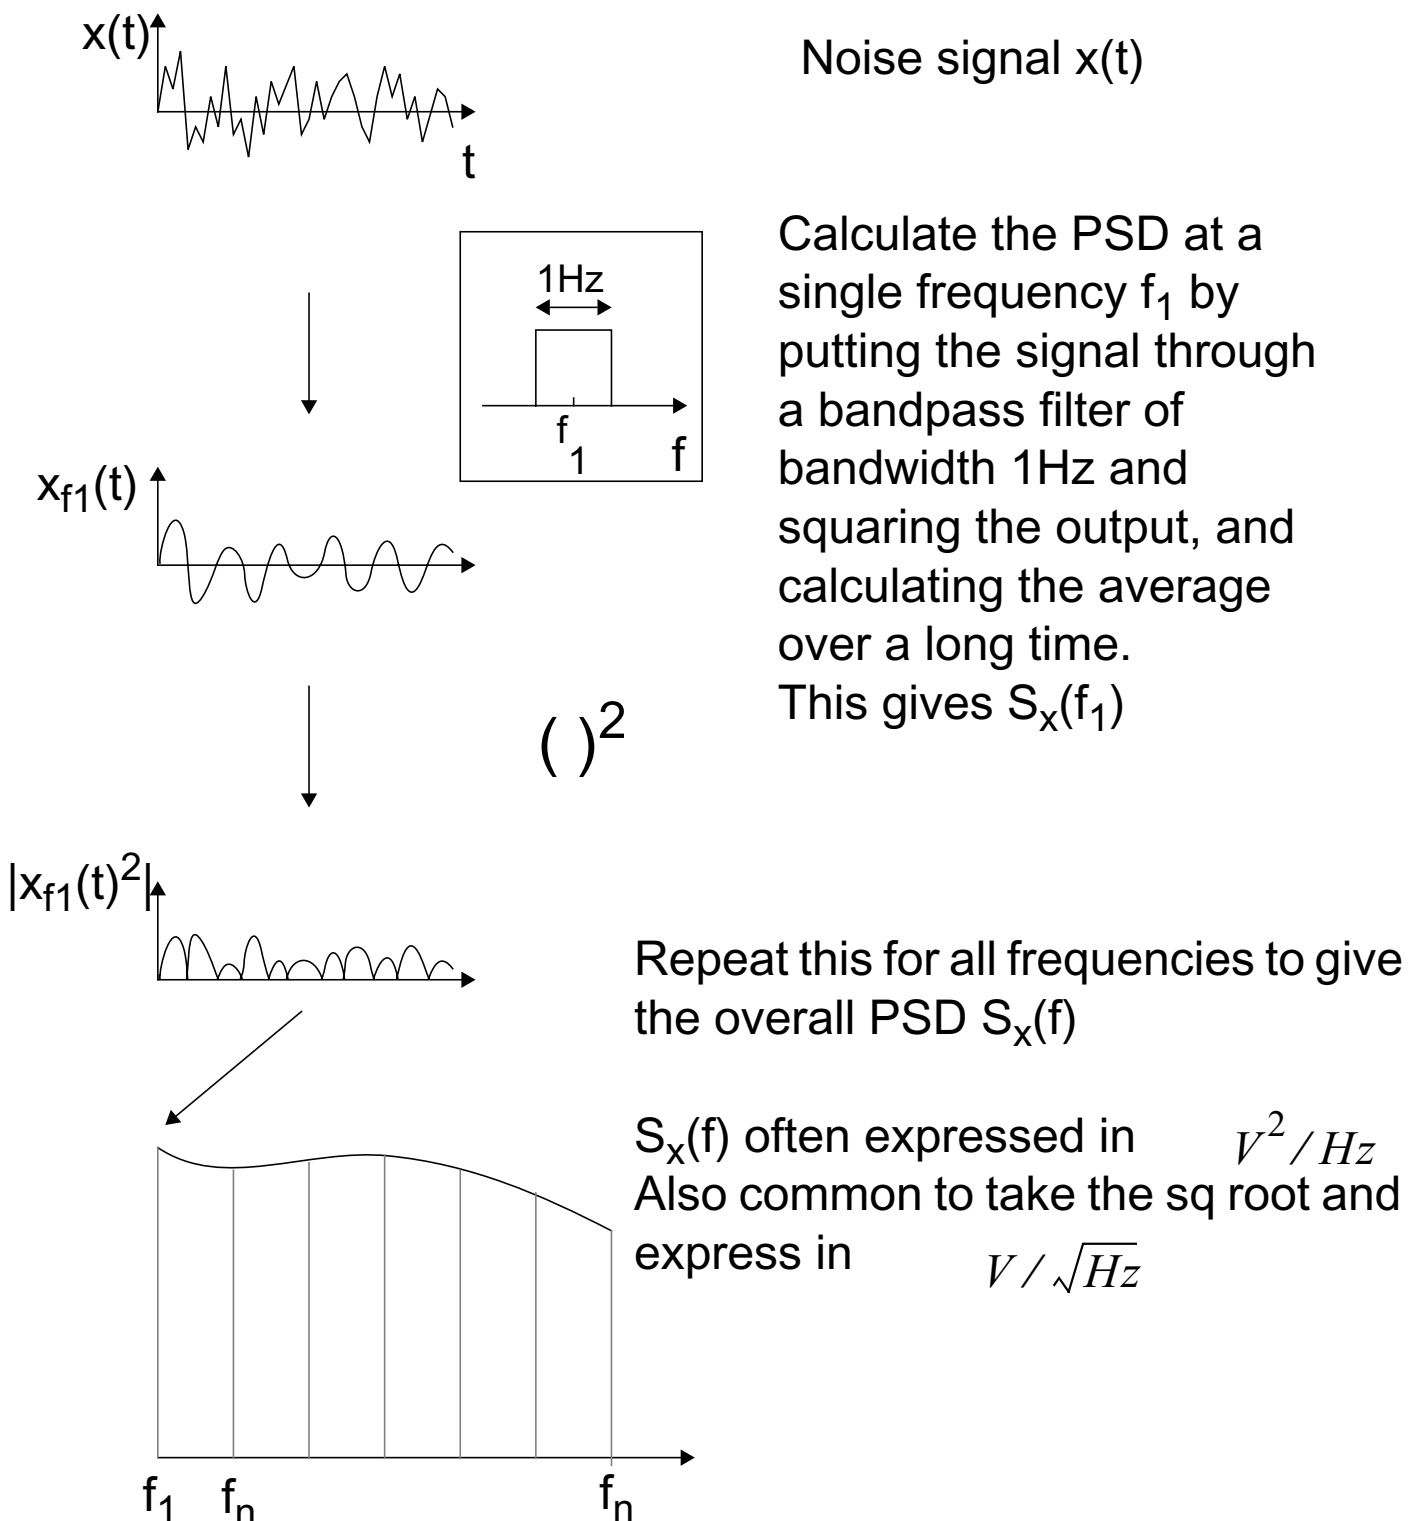 x(t)
t
Noise signal x(t)
1Hz
f₁
f
Calculate the PSD at a
single frequency f₁ by
putting the signal through
a bandpass filter of
bandwidth 1Hz and
squaring the output, and
calculating the average
over a long time.
This gives Sₓ(f₁)
x_f1(t)
( )²
|x_f1(t)²|
Repeat this for all frequencies to give
the overall PSD Sₓ(f)
Sₓ(f) often expressed in V²/Hz
Also common to take the sq root and
express in V/√Hz
f₁ fₙ fₙ